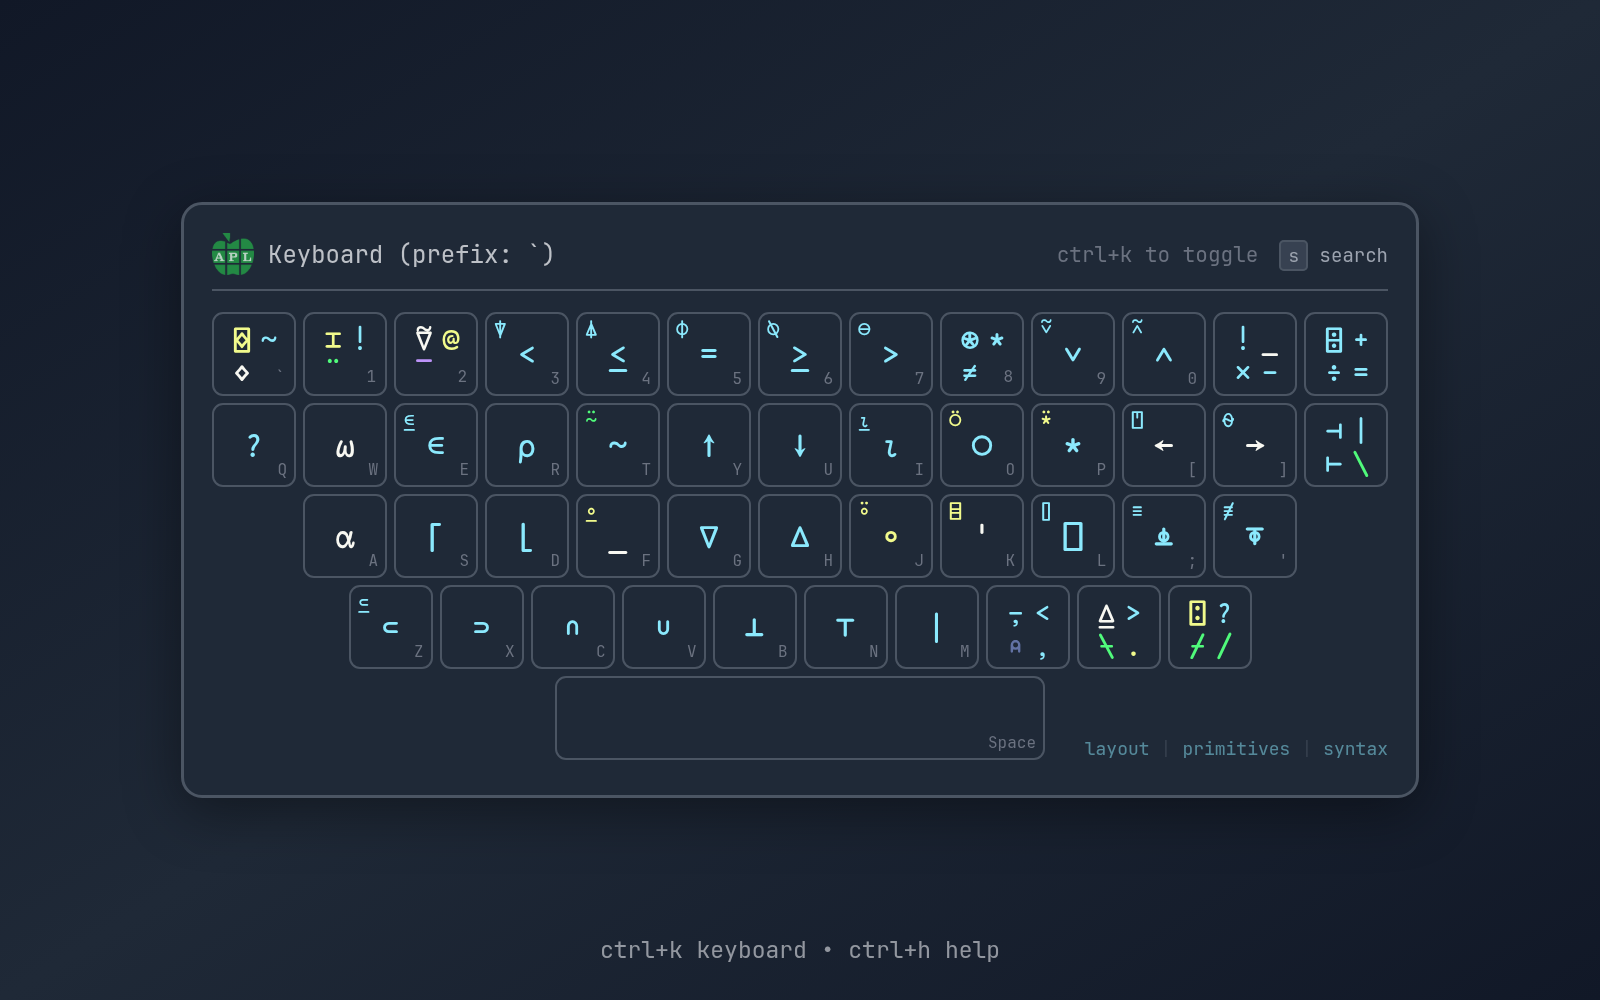 APL Keyboard (prefix: `) ctrl+k to toggle s search
⌺ ~ ⌶ ! ⍫ @ ⍒ ⍋ ⌽ ⍉ ⊖ ⍟ * ⍱ ⍲ ! _ ⌹ +
◇ ` ¨ 1 ¯ 2 < 3 ≤ 4 = 5 ≥ 6 > 7 ≠ 8 ∨ 9 ∧ 0 × - ÷ =
? Q ⍵ W ⍷ ∊ E ⍴ R ⍨ ~ T ↑ Y ↓ U ⍸ ⍳ I ⍥ ○ O ⍣ * P ⍞ ← [ ⍬ → ] ⊣ |
⊢ \
⍺ A ⌈ S ⌊ D ⍛ _ F ∇ G ∆ H ⍤ ∘ J ⌸ ' K ⌷ ⎕ L ≡ ⍎ ; ≢ ⍕ '
⊆ ⊂ Z ⊃ X ∩ C ∪ V ⊥ B ⊤ N | M ⍪ < ⍙ > ⍠ ?
⍝ , ⍀ . ⌿ /
Space
layout | primitives | syntax
ctrl+k keyboard • ctrl+h help